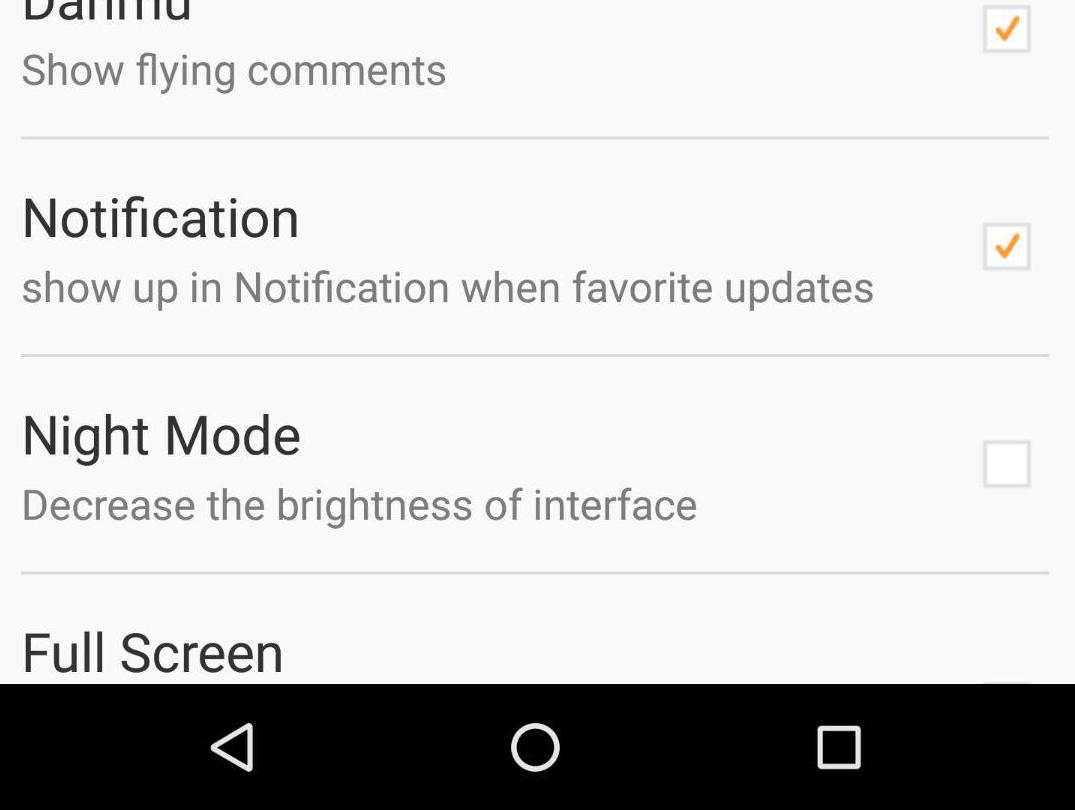 Danmu
Show flying comments
Notification
show up in Notification when favorite updates
Night Mode
Decrease the brightness of interface
Full Screen